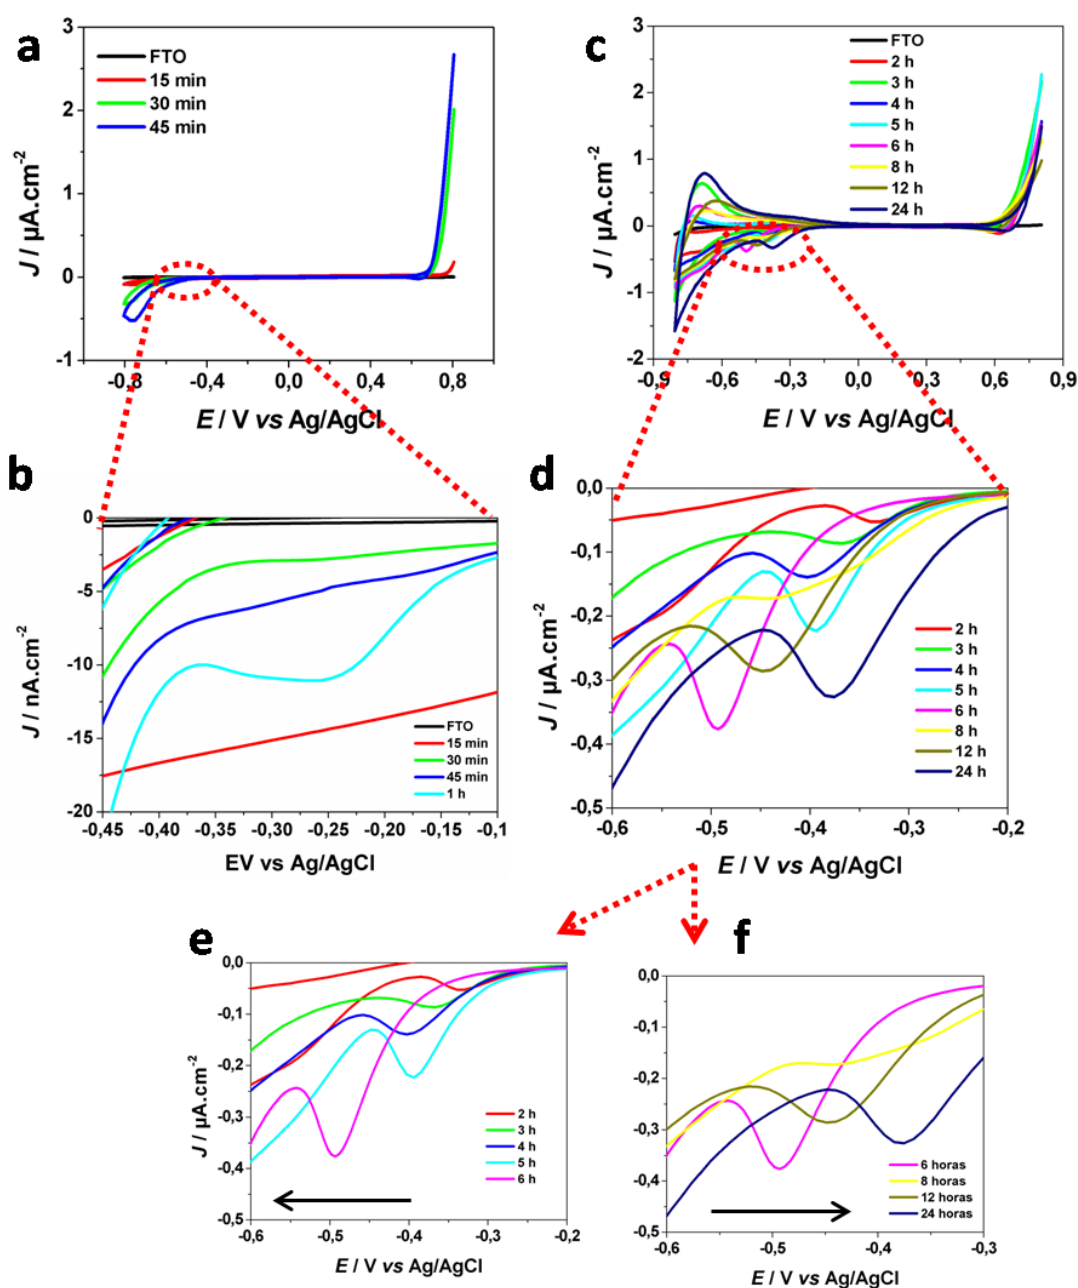 a
3
2
1
0
-1
FTO
15 min
30 min
45 min
J / µA.cm-2
-0,8 -0,4 0,0 0,4 0,8
E / V vs Ag/AgCl
c
3
2
1
0
-1
-2
FTO
2 h
3 h
4 h
5 h
6 h
8 h
12 h
24 h
J / µA.cm-2
-0,9 -0,6 -0,3 0,0 0,3 0,6 0,9
E / V vs Ag/AgCl
b
0
-5
-10
-15
-20
J / nA.cm-2
FTO
15 min
30 min
45 min
1 h
-0,45 -0,40 -0,35 -0,30 -0,25 -0,20 -0,15 -0,1
EV vs Ag/AgCl
d
0,0
-0,1
-0,2
-0,3
-0,4
-0,5
J / µA.cm-2
2 h
3 h
4 h
5 h
6 h
8 h
12 h
24 h
-0,6 -0,5 -0,4 -0,3 -0,2
E / V vs Ag/AgCl
e
0,0
-0,1
-0,2
-0,3
-0,4
-0,5
J / µA.cm-2
2 h
3 h
4 h
5 h
6 h
-0,6 -0,5 -0,4 -0,3 -0,2
E / V vs Ag/AgCl
f
0,0
-0,1
-0,2
-0,3
-0,4
-0,5
6 horas
8 horas
12 horas
24 horas
-0,6 -0,5 -0,4 -0,3
E / V vs Ag/AgCl